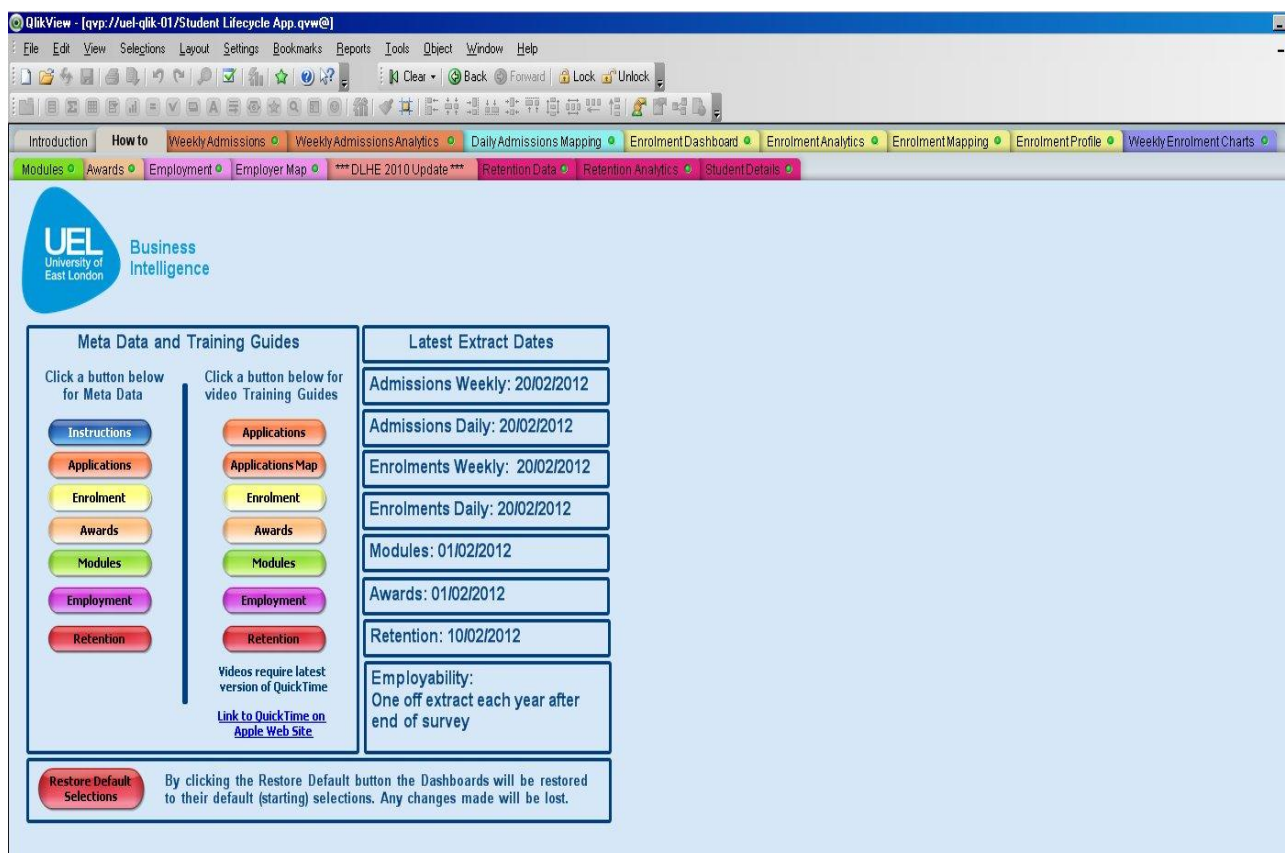 QlikView - [qvp://uel-qlik-01/Student Lifecycle App.qvw@]
File Edit View Selections Layout Settings Bookmarks Reports Tools Object Window Help
Clear Back Forward Lock Unlock
Introduction How to Weekly Admissions Weekly Admissions Analytics Daily Admissions Mapping Enrolment Dashboard Enrolment Analytics Enrolment Mapping Enrolment Profile Weekly Enrolment Charts
Modules Awards Employment Employer Map *** DLHE 2010 Update *** Retention Data Retention Analytics Student Details
UEL
University of
East London
Business
Intelligence
Meta Data and Training Guides
Click a button below
for Meta Data
Instructions
Applications
Enrolment
Awards
Modules
Employment
Retention
Click a button below for
video Training Guides
Applications
Applications Map
Enrolment
Awards
Modules
Employment
Retention
Videos require latest
version of QuickTime
Link to QuickTime on
Apple Web Site
Latest Extract Dates
Admissions Weekly: 20/02/2012
Admissions Daily: 20/02/2012
Enrolments Weekly: 20/02/2012
Enrolments Daily: 20/02/2012
Modules: 01/02/2012
Awards: 01/02/2012
Retention: 10/02/2012
Employability:
One off extract each year after
end of survey
Restore Default
Selections
By clicking the Restore Default button the Dashboards will be restored
to their default (starting) selections. Any changes made will be lost.